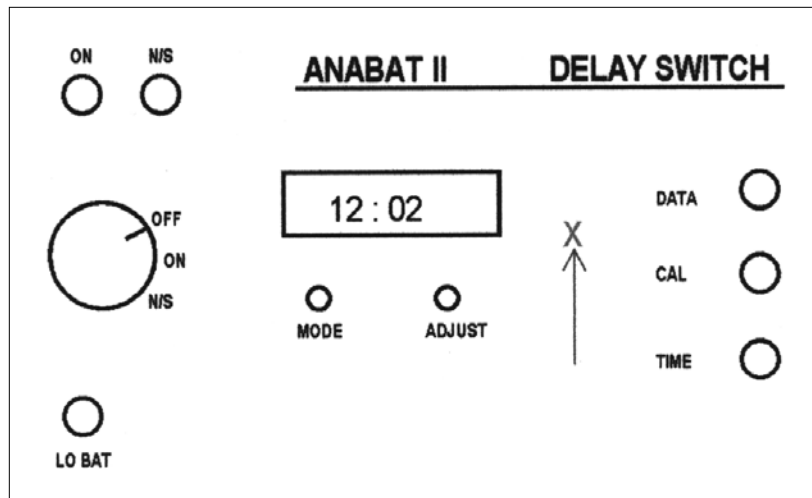 ON N/S
ANABAT II DELAY SWITCH
OFF
ON
N/S
12 : 02
MODE ADJUST
X
DATA
CAL
TIME
LO BAT